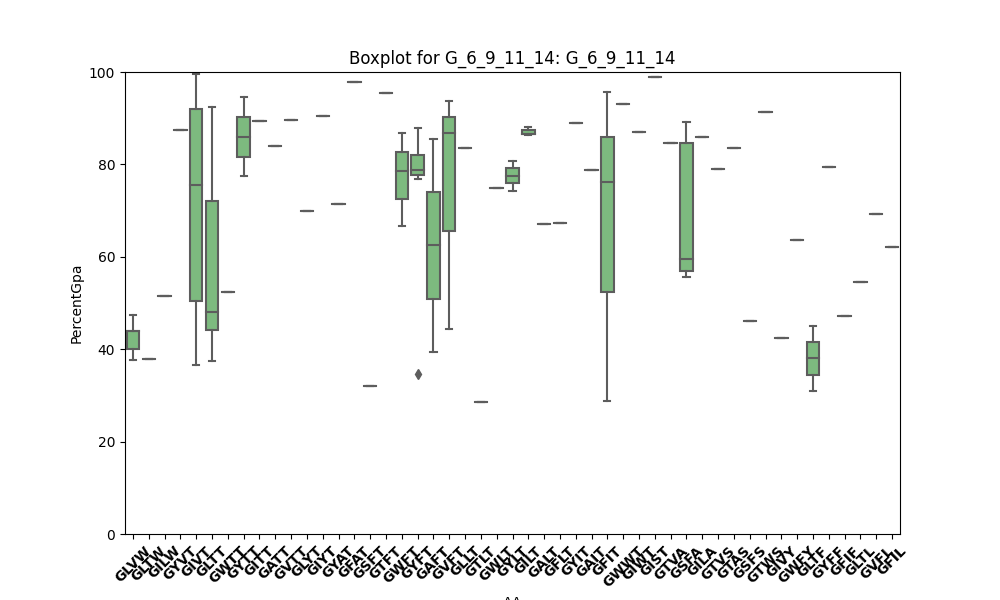 Boxplot for G_6_9_11_14: G_6_9_11_14
PercentGpa
100
80
60
40
20
0
GLVW GLTW GILW GYVT GIVT GLTT GWTT GYTT GITT GATT GVTT GLYT GIYT GYAT GFAT GSFT GTFT GWFT GYFT GAFT GVFT GLFT GTLT GWLT GYLT GILT GALT GFLT GYIT GAIT GFIT GWWT GIWT GIST GTVA GSFA GILA GTVS GTAS GSFS GTWS GIVY GWFY GLTF GYFF GFIF GLTL GVFL GFIL